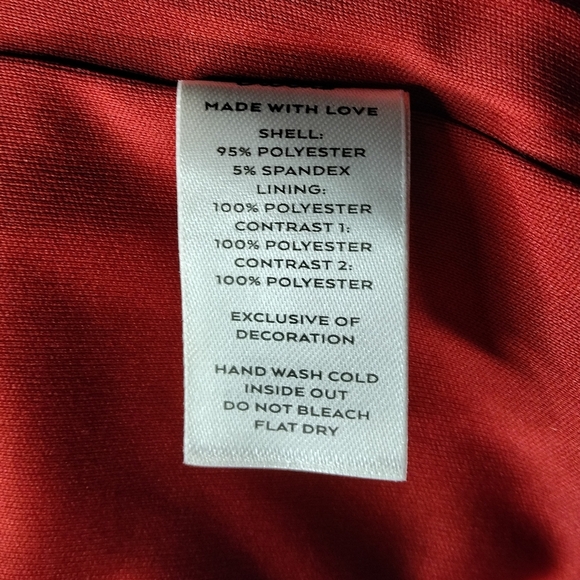 MADE WITH LOVE
SHELL:
95% POLYESTER
5% SPANDEX
LINING:
100% POLYESTER
CONTRAST 1:
100% POLYESTER
CONTRAST 2:
100% POLYESTER
EXCLUSIVE OF
DECORATION
HAND WASH COLD
INSIDE OUT
DO NOT BLEACH
FLAT DRY